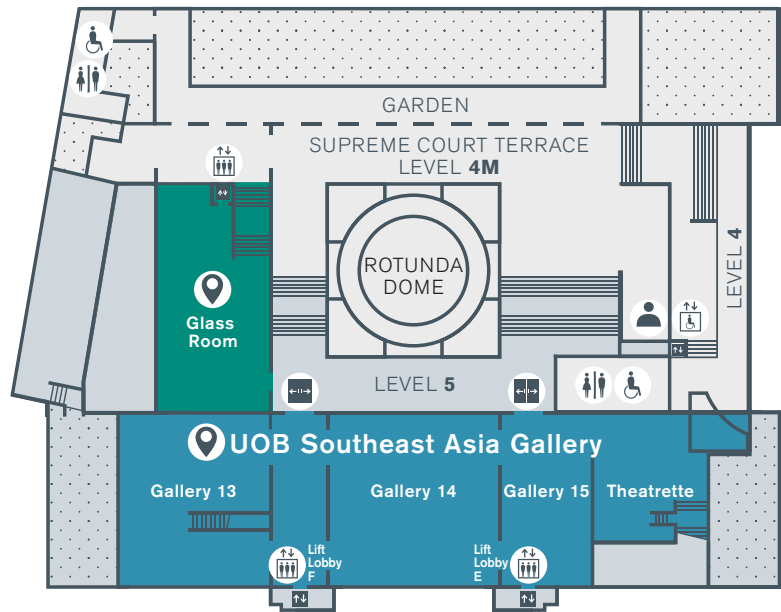 GARDEN
SUPREME COURT TERRACE
LEVEL 4M
ROTUNDA
DOME
LEVEL 4
Glass
Room
LEVEL 5
UOB Southeast Asia Gallery
Gallery 13
Gallery 14
Gallery 15
Theatrette
Lift
Lobby
F
Lift
Lobby
E